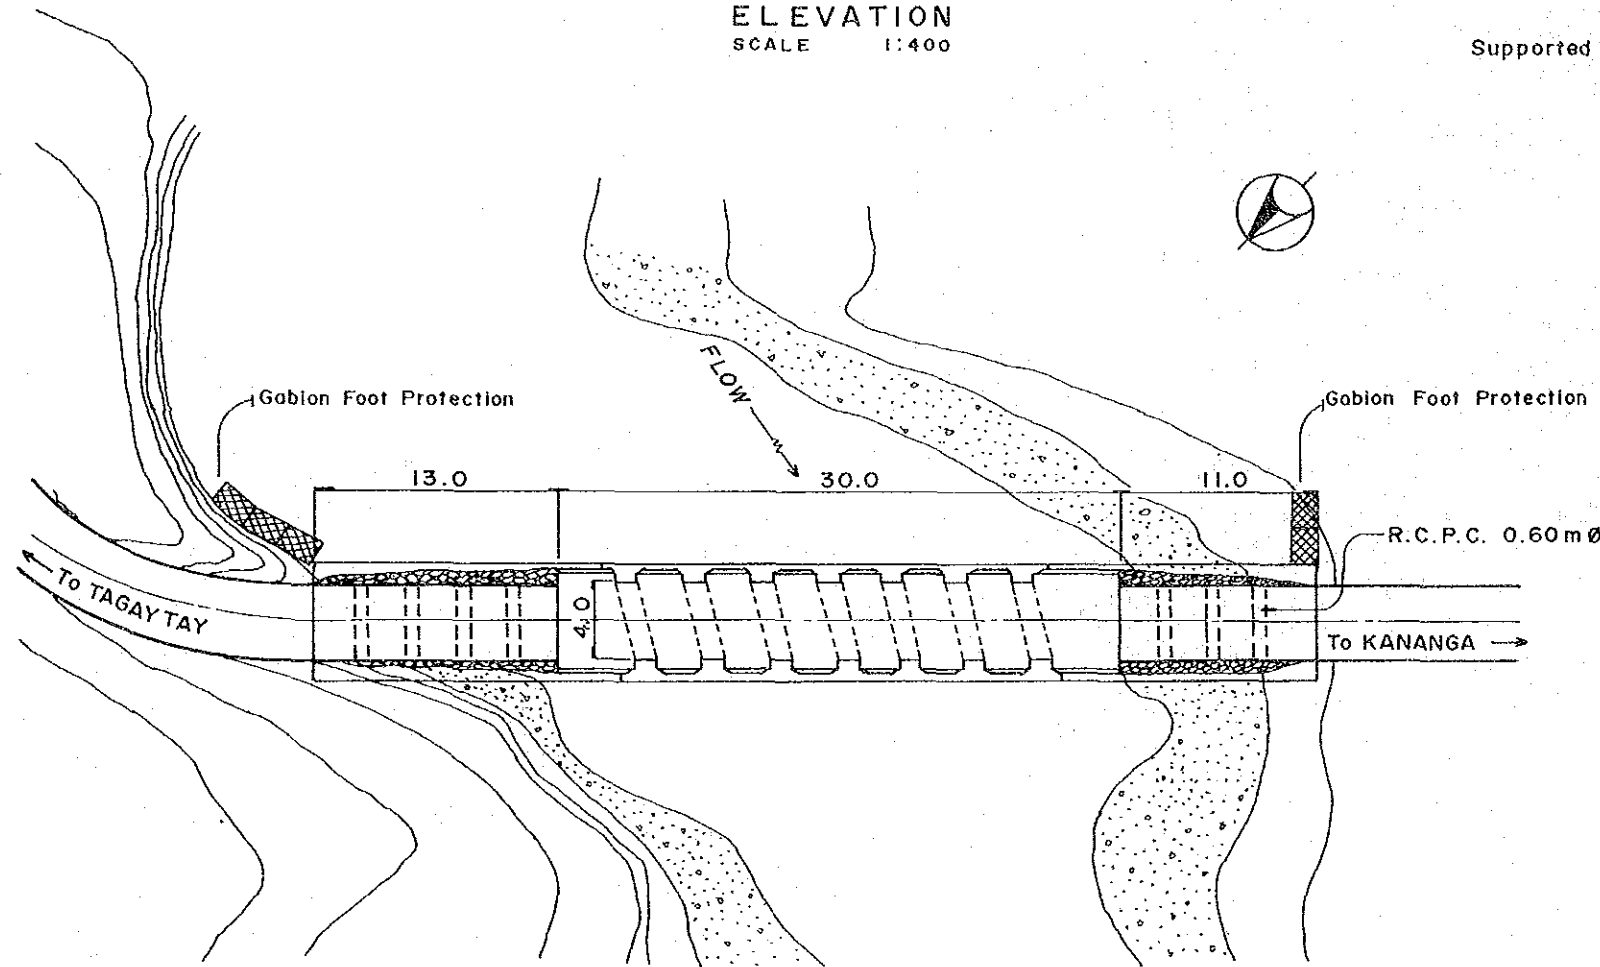 ELEVATION
SCALE 1:400
Supported
Gabion Foot Protection
Gabion Foot Protection
FLOW
13.0
30.0
11.0
R.C.P.C. 0.60mØ
To TAGAYTAY
4.0
To KANANGA